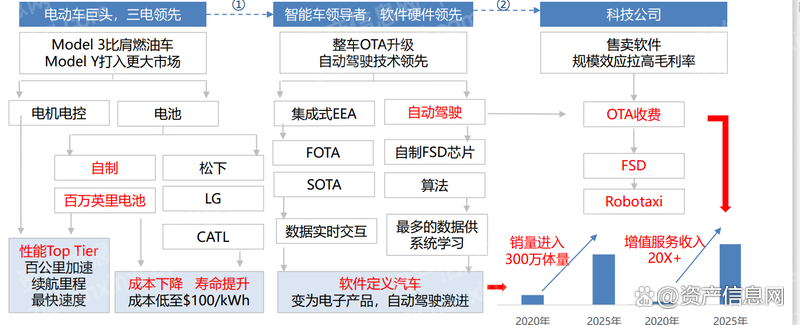 电动车巨头，三电领先
①
智能车领导者，软件硬件领先
②
科技公司
Model 3比肩燃油车
Model Y打入更大市场
整车OTA升级
自动驾驶技术领先
售卖软件
规模效应拉高毛利率
电机电控
电池
集成式EEA
自动驾驶
OTA收费
自制
松下
FOTA
自制FSD芯片
FSD
百万英里电池
LG
SOTA
算法
Robotaxi
CATL
数据实时交互
最多的数据供
系统学习
性能Top Tier
百公里加速
续航里程
最快速度
成本下降 寿命提升
成本低至$100/kWh
软件定义汽车
变为电子产品，自动驾驶激进
销量进入
300万体量
增值服务收入
20X+
2020年
2025年
2020年
2025年
@资产信息网